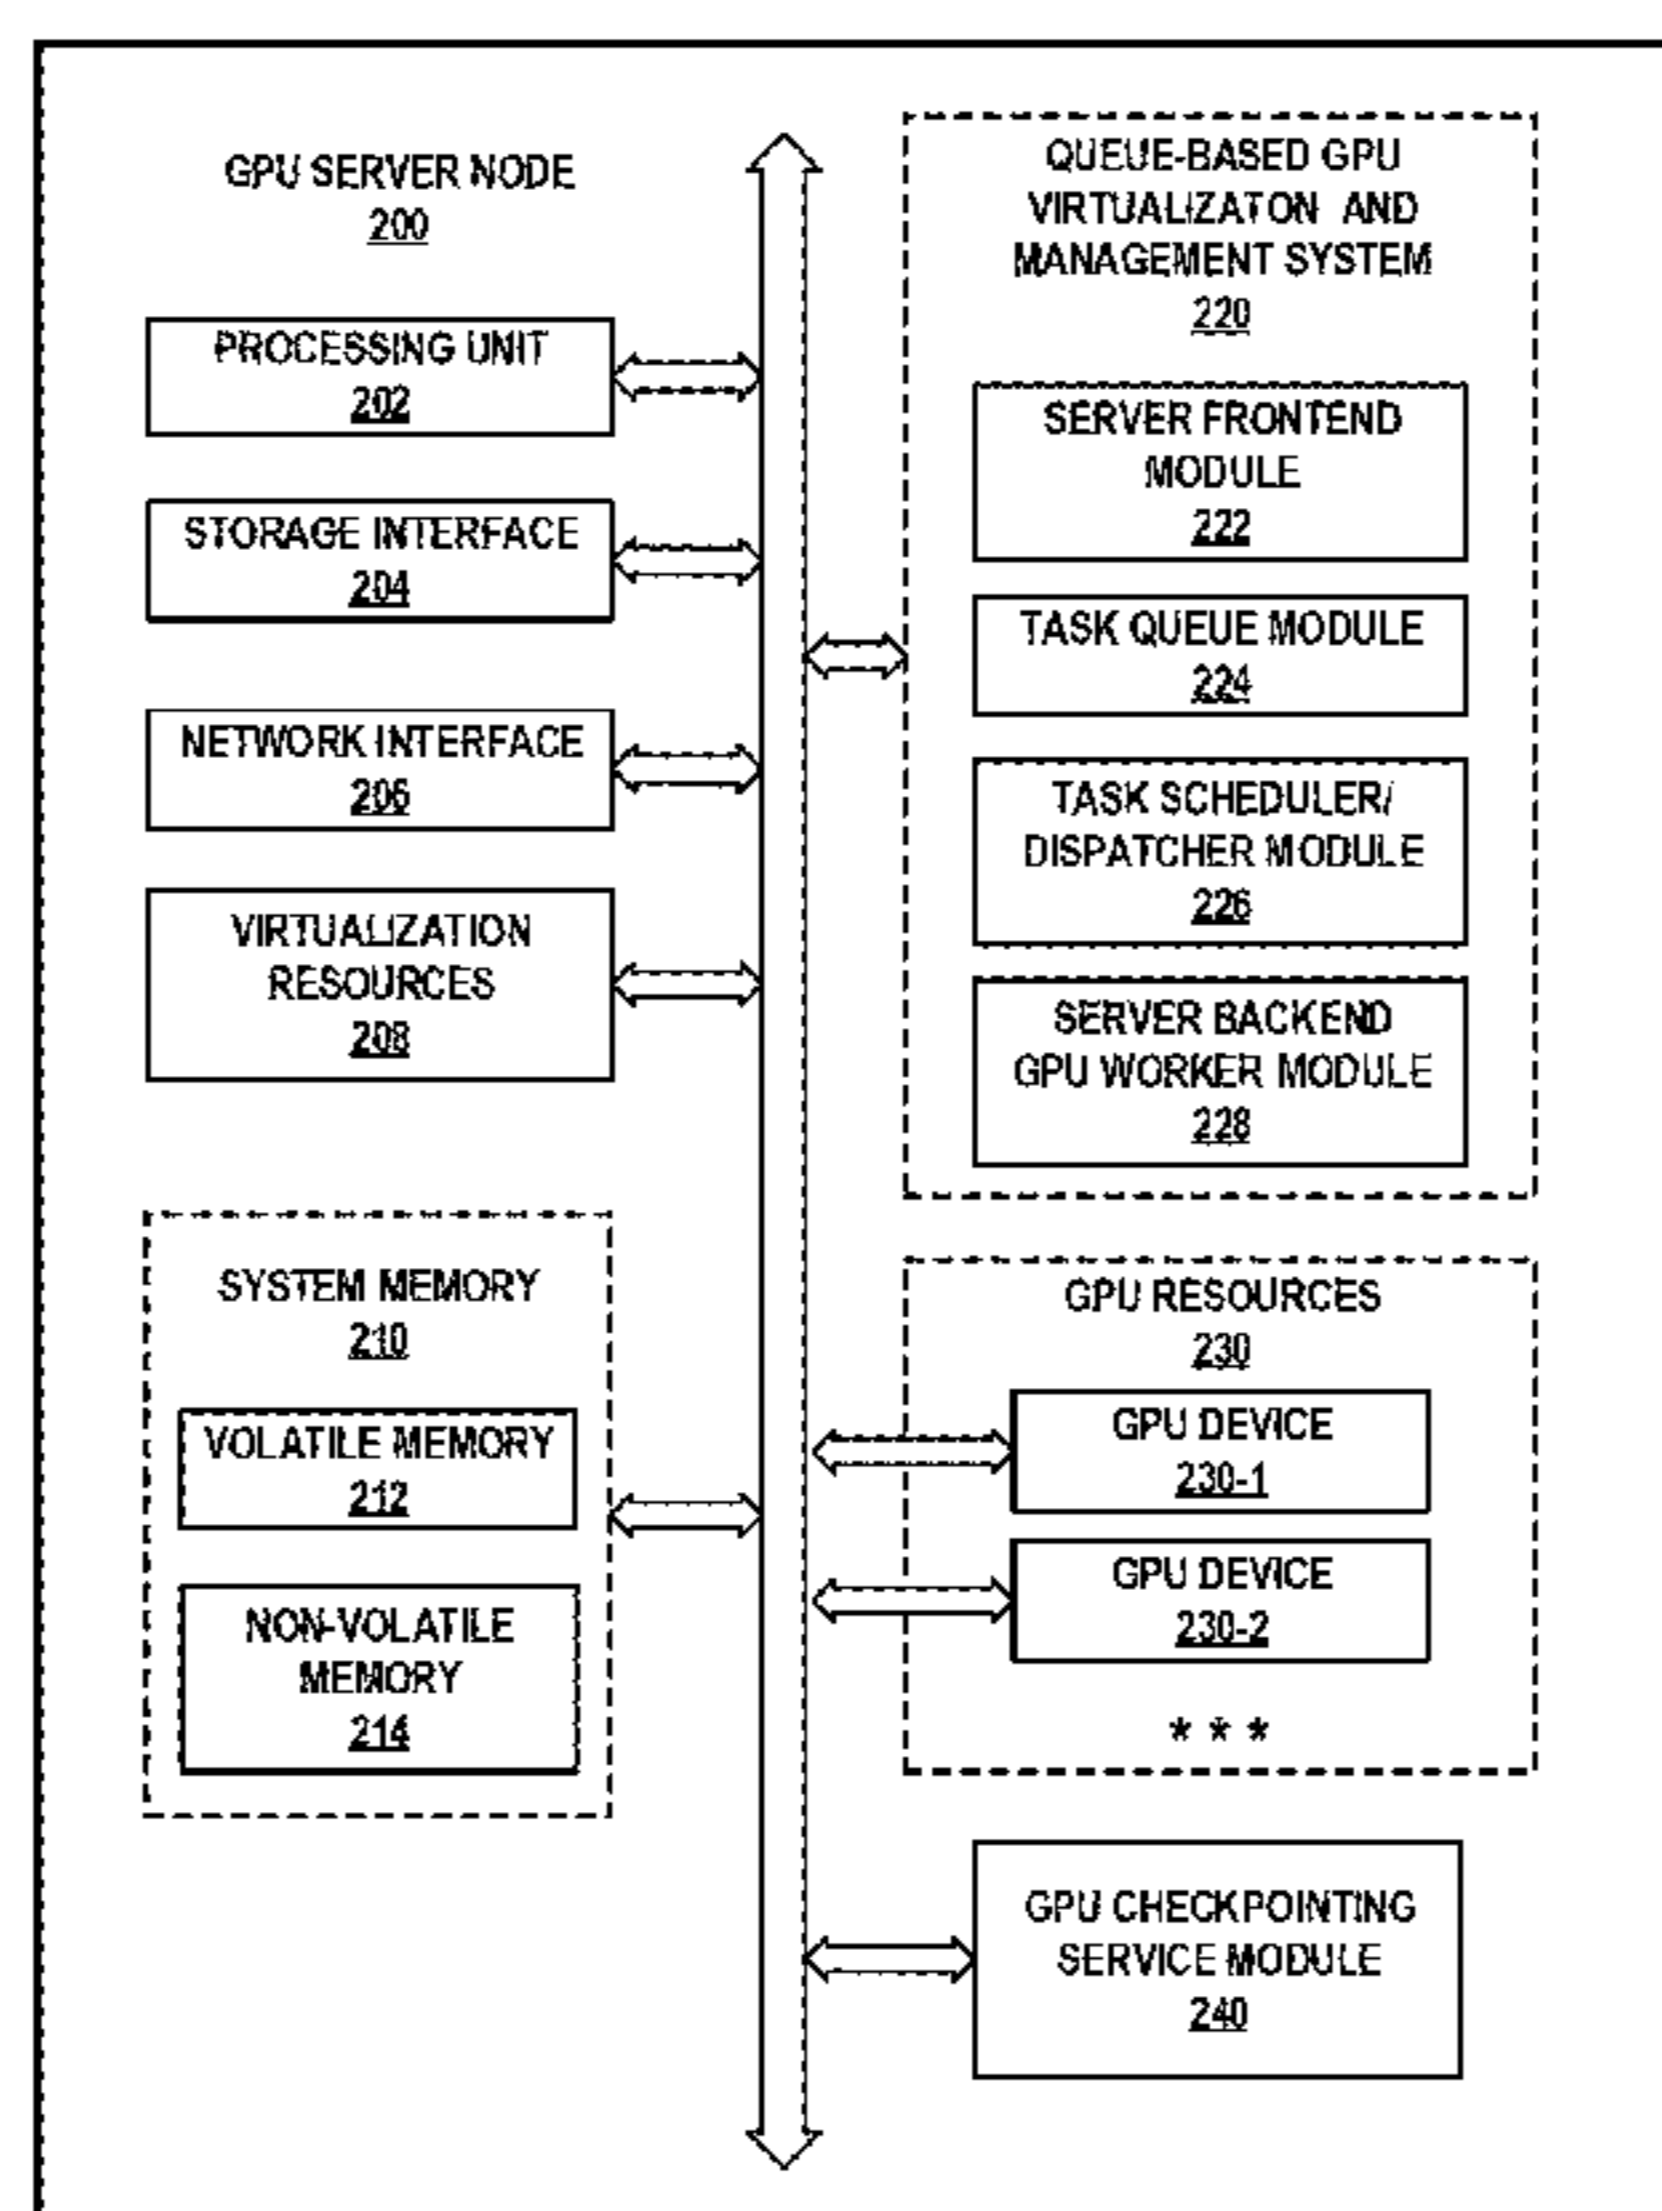 GPU SERVER NODE
200
PROCESSING UNIT
202
STORAGE INTERFACE
204
NETWORK INTERFACE
206
VIRTUALIZATION
RESOURCES
208
SYSTEM MEMORY
210
VOLATILE MEMORY
212
NON-VOLATILE
MEMORY
214
QUEUE-BASED GPU
VIRTUALIZATON AND
MANAGEMENT SYSTEM
220
SERVER FRONTEND
MODULE
222
TASK QUEUE MODULE
224
TASK SCHEDULER/
DISPATCHER MODULE
226
SERVER BACKEND
GPU WORKER MODULE
228
GPU RESOURCES
230
GPU DEVICE
230-1
GPU DEVICE
230-2
* * *
GPU CHECKPOINTING
SERVICE MODULE
240